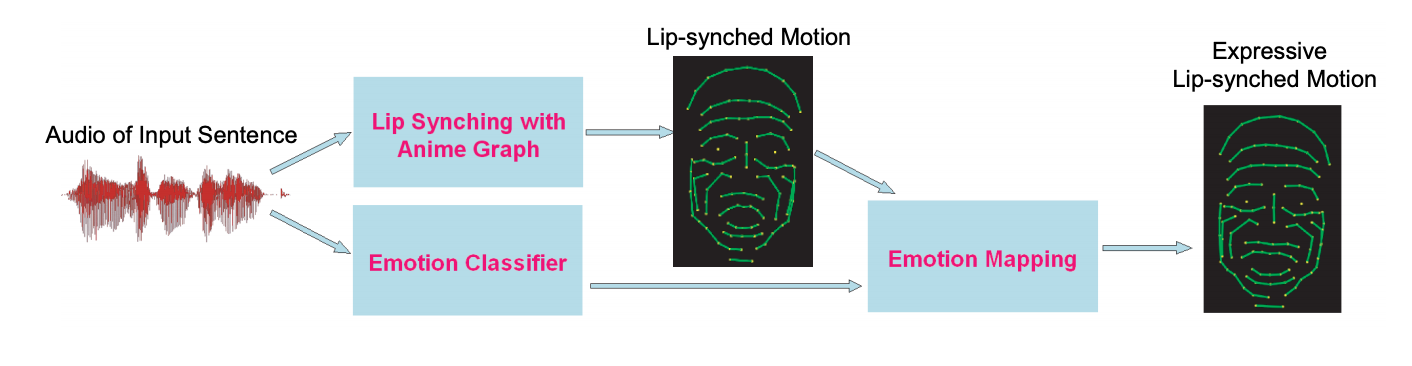 Audio of Input Sentence
Lip Synching with
Anime Graph
Emotion Classifier
Lip-synched Motion
Emotion Mapping
Expressive
Lip-synched Motion